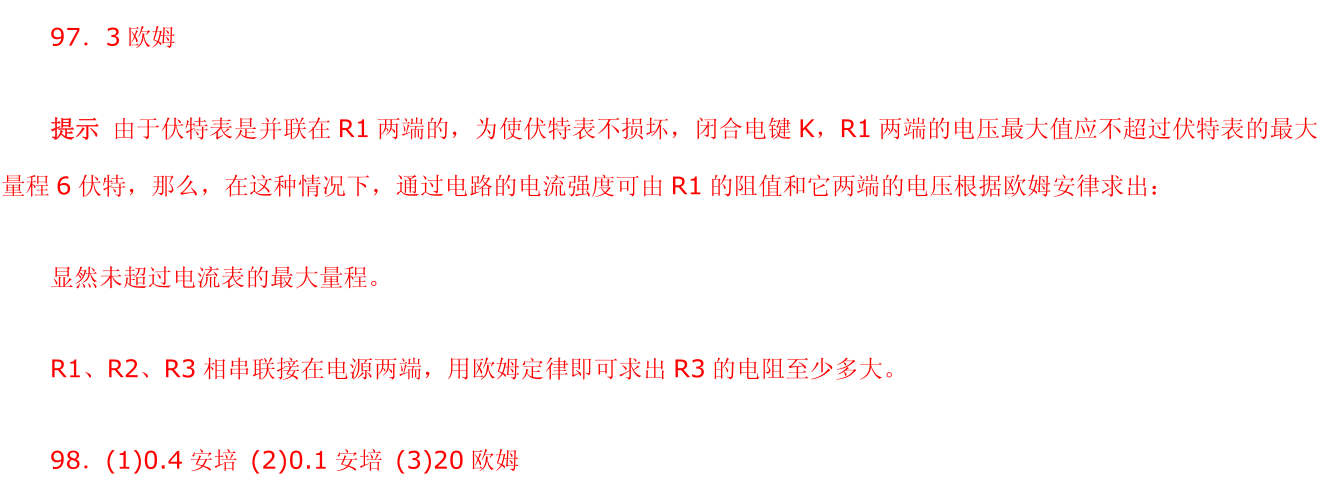 97．3 欧姆
提示 由于伏特表是并联在 R1 两端的，为使伏特表不损坏，闭合电键 K，R1 两端的电压最大值应不超过伏特表的最大
量程 6 伏特，那么，在这种情况下，通过电路的电流强度可由 R1 的阻值和它两端的电压根据欧姆安律求出：
显然未超过电流表的最大量程。
R1、R2、R3 相串联接在电源两端，用欧姆定律即可求出 R3 的电阻至少多大。
98．(1)0.4 安培 (2)0.1 安培 (3)20 欧姆